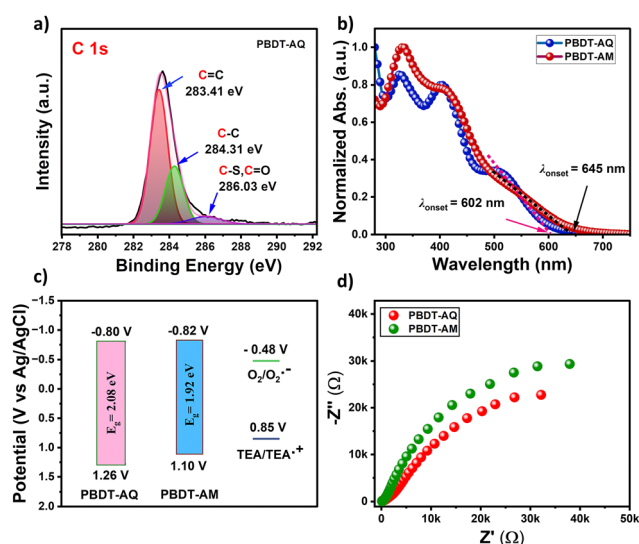 a)
C 1s
PBDT-AQ
C=C
283.41 eV
C-C
284.31 eV
C-S,C=O
286.03 eV
Intensity (a.u.)
278 280 282 284 286 288 290 292
Binding Energy (eV)
b)
PBDT-AQ
PBDT-AM
λonset = 645 nm
λonset = 602 nm
Normalized Abs. (a.u.)
1.0
0.8
0.6
0.4
0.2
0.0
300 400 500 600 700
Wavelength (nm)
c)
Potential (V vs Ag/AgCl)
-1.5
-1.0
-0.5
0.0
0.5
1.0
1.5
2.0
-0.80 V
Eg= 2.08 eV
1.26 V
PBDT-AQ
-0.82 V
Eg= 1.92 eV
1.10 V
PBDT-AM
- 0.48 V
O2/O2•-
0.85 V
TEA/TEA•+
d)
PBDT-AQ
PBDT-AM
-Z'' (Ω)
40k
30k
20k
10k
0
0 10k 20k 30k 40k 50k
Z' (Ω)